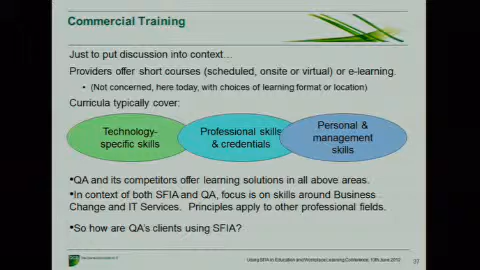 Commercial Training
Just to put discussion into context…
Providers offer short courses (scheduled, onsite or virtual) or e-learning.
• (Not concerned, here today, with choices of learning format or location)
Curricula typically cover:
Technology-
specific skills
Professional skills
& credentials
Personal &
management
skills
•QA and its competitors offer learning solutions in all above areas.
•In context of both SFIA and QA, focus is on skills around Business
Change and IT Services. Principles apply to other professional fields.
•So how are QA's clients using SFIA?
Using SFIA in Education and Workplace Learning Conference, 13th June 2012